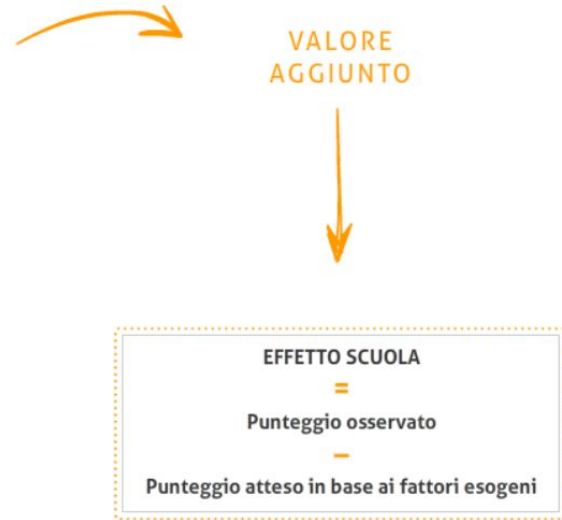 VALORE
AGGIUNTO
EFFETTO SCUOLA
=
Punteggio osservato
–
Punteggio atteso in base ai fattori esogeni